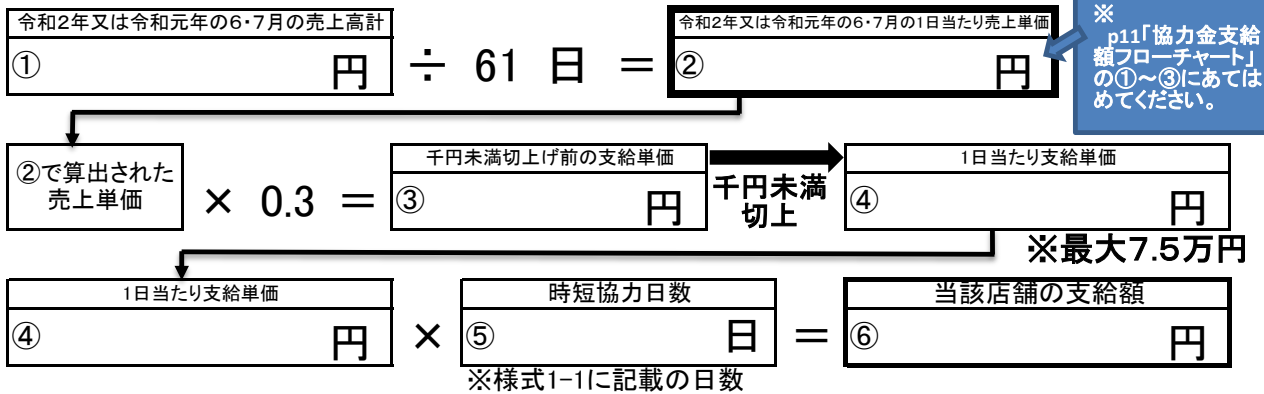 令和2年又は令和元年の6・7月の売上高計
① 円
÷ 61 日 =
令和2年又は令和元年の6・7月の1日当たり売上単価
② 円
※
p11「協力金支給
額フローチャート」
の①～③にあては
めてください。
②で算出された
売上単価
× 0.3 =
千円未満切上げ前の支給単価
③ 円
千円未満
切上
1日当たり支給単価
④ 円
※最大7.5万円
1日当たり支給単価
④ 円
×
時短協力日数
⑤ 日
※様式1-1に記載の日数
=
当該店舗の支給額
⑥ 円